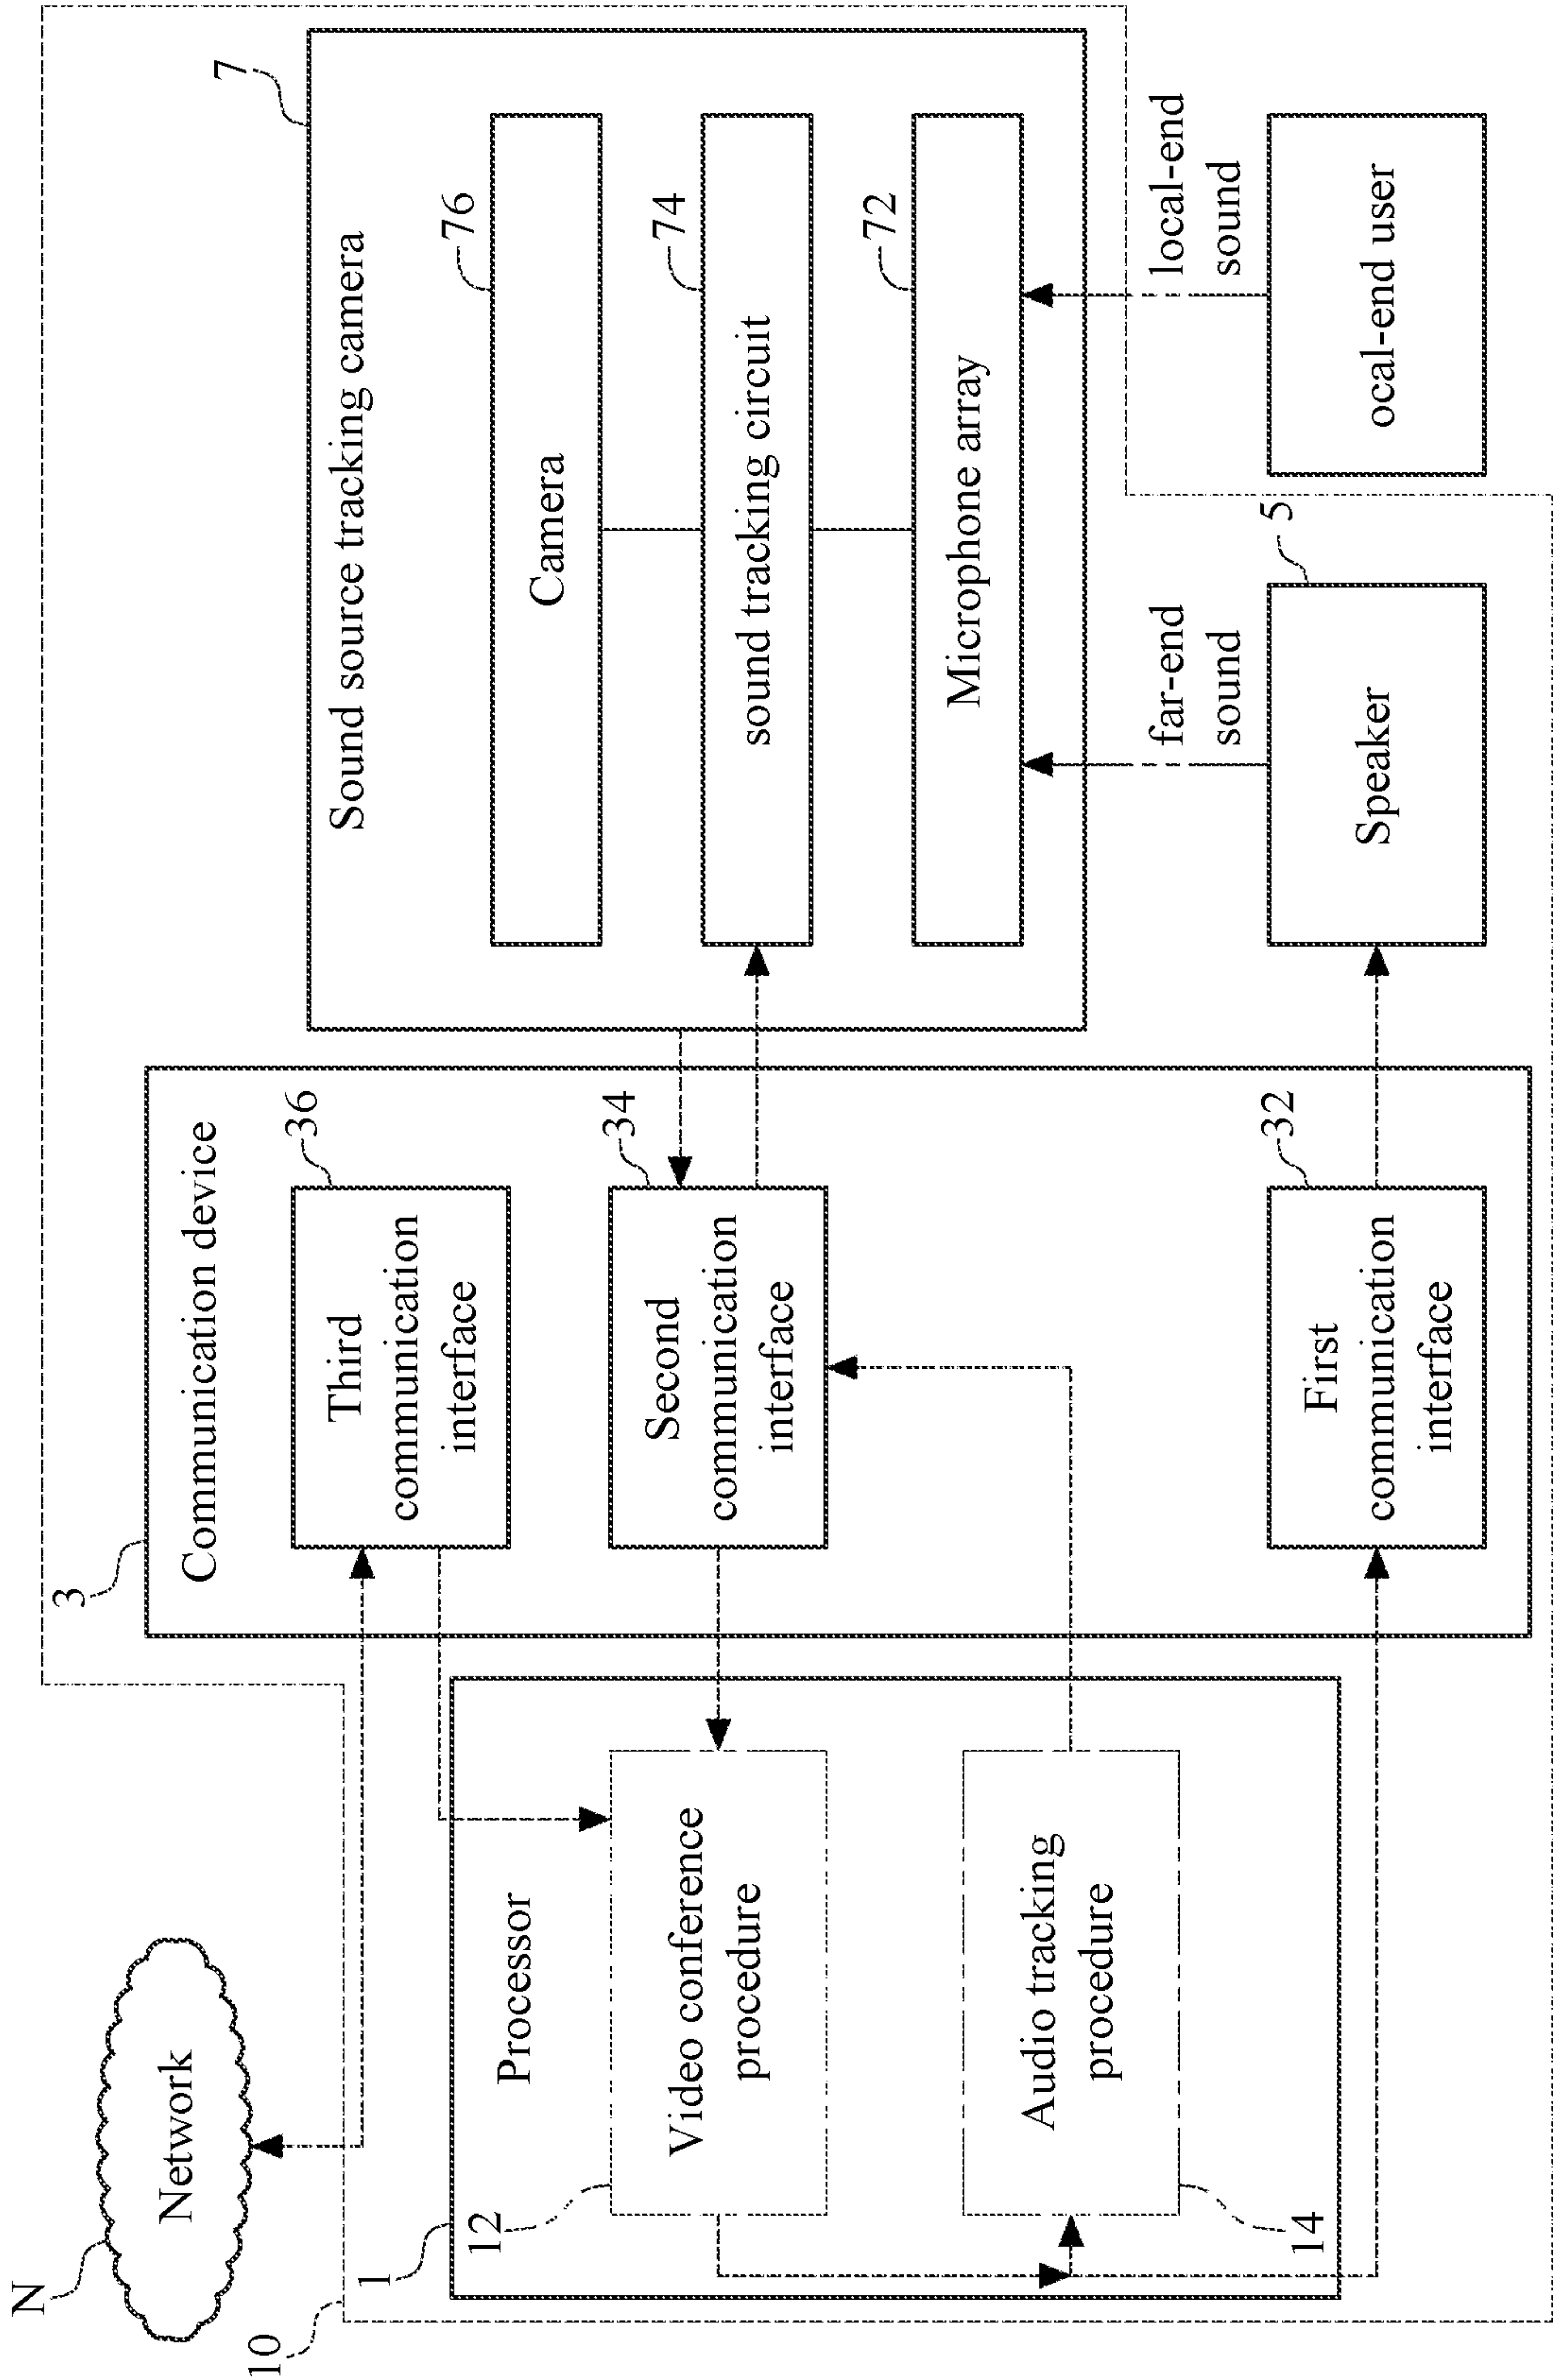 N
Network
10
1
Processor
12
Video conference
procedure
14
Audio tracking
procedure
3
Communication device
36
Third
communication
interface
34
Second
communication
interface
32
First
communication
interface
7
Sound source tracking camera
76
Camera
74
sound tracking circuit
72
Microphone array
far-end
sound
local-end
sound
5
Speaker
ocal-end user